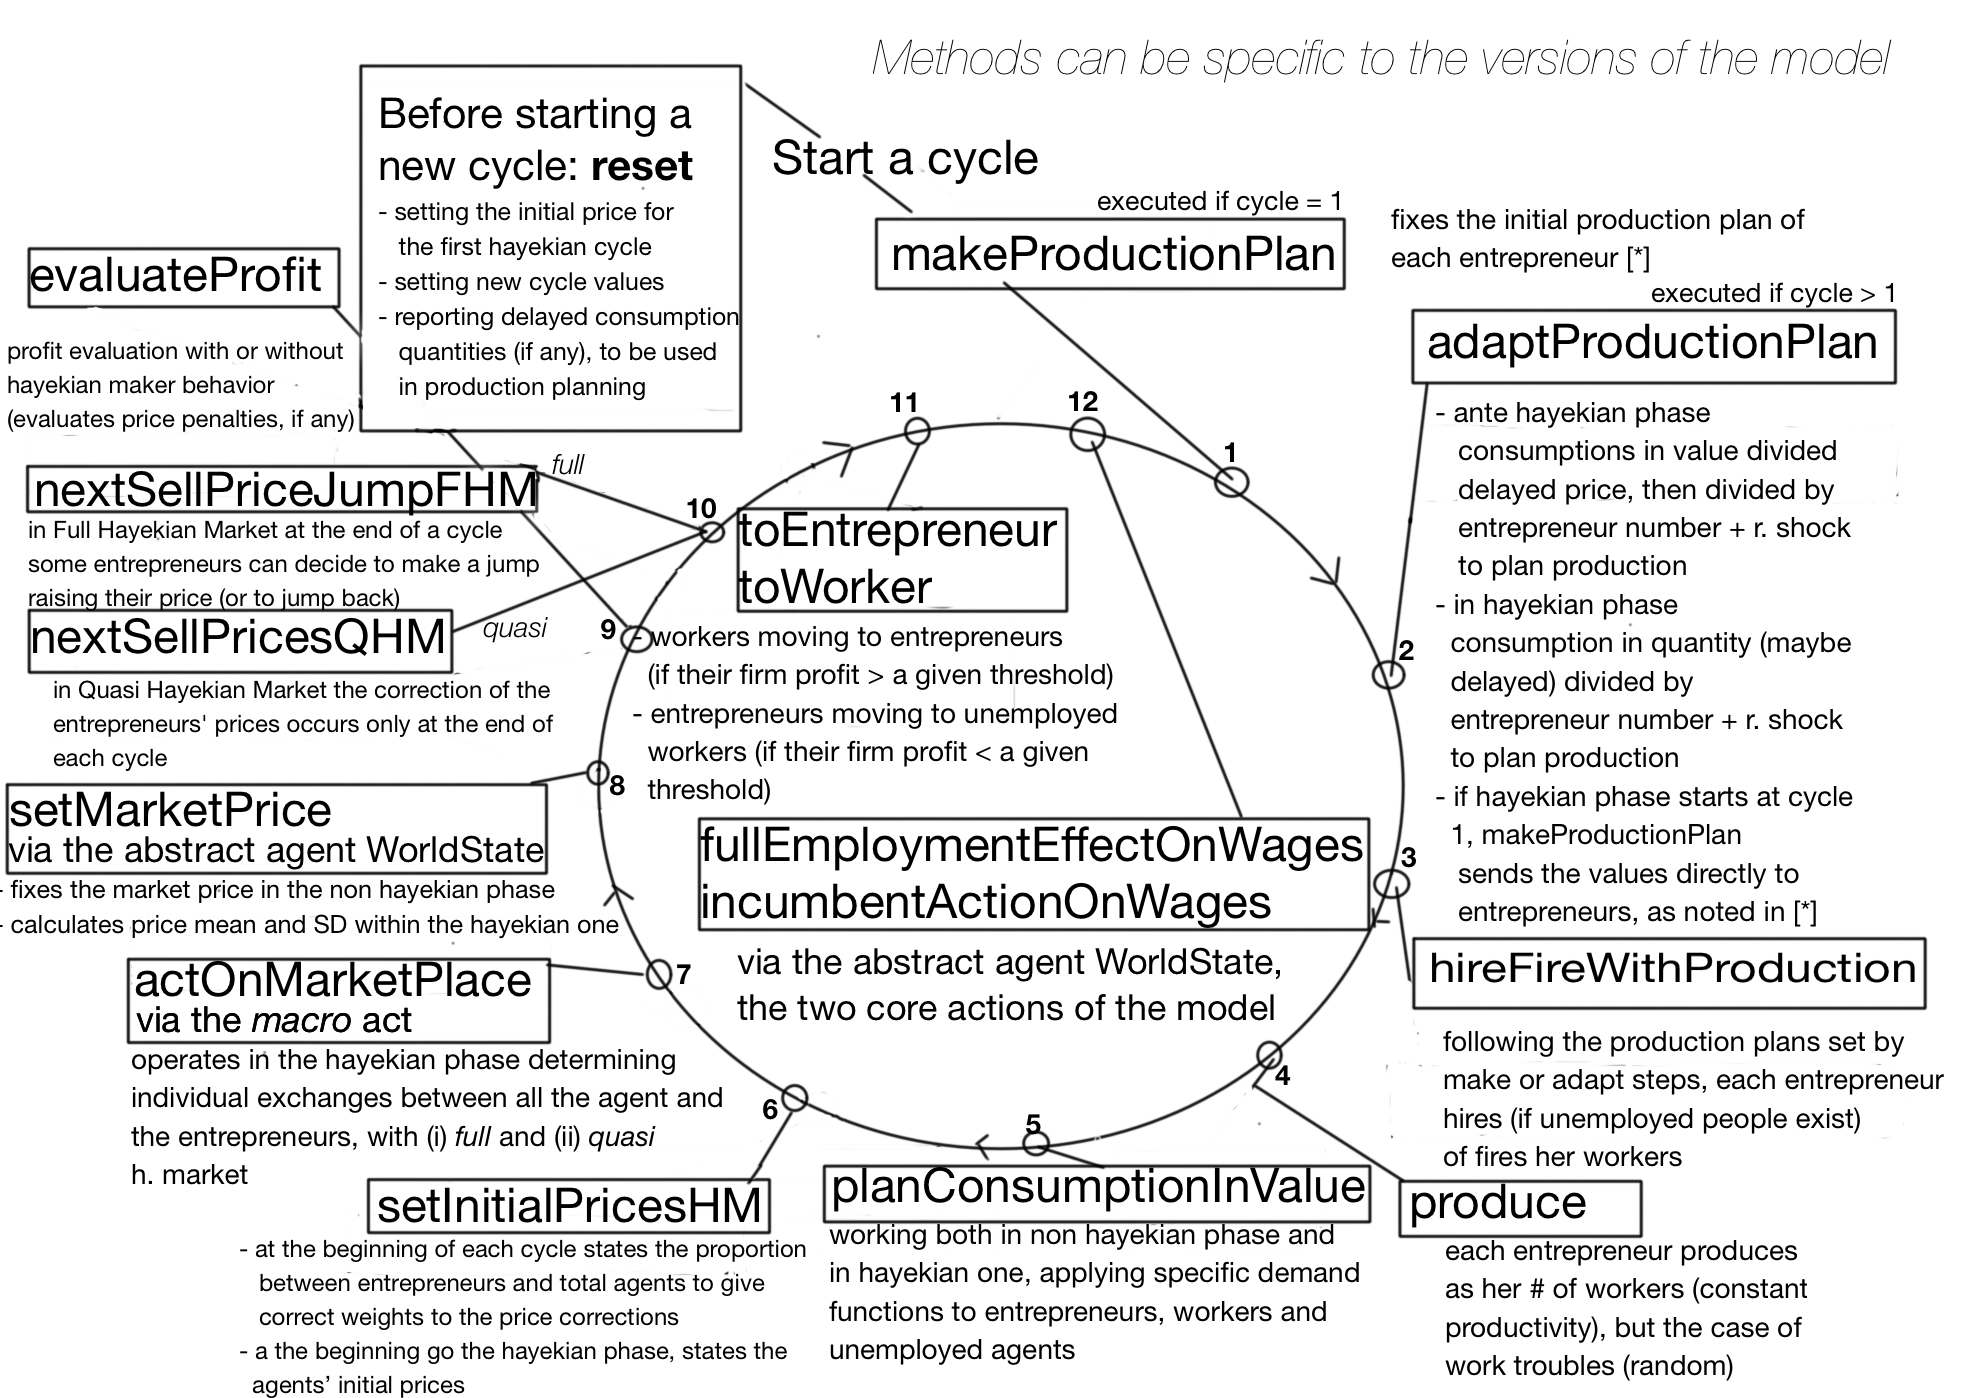 Methods can be specific to the versions of the model
Before starting a
new cycle: reset
- setting the initial price for
the first hayekian cycle
- setting new cycle values
- reporting delayed consumption
quantities (if any), to be used
in production planning
Start a cycle
executed if cycle = 1
makeProductionPlan
fixes the initial production plan of
each entrepreneur [*]
executed if cycle > 1
adaptProductionPlan
- ante hayekian phase
consumptions in value divided
delayed price, then divided by
entrepreneur number + r. shock
to plan production
- in hayekian phase
consumption in quantity (maybe
delayed) divided by
entrepreneur number + r. shock
to plan production
- if hayekian phase starts at cycle
1, makeProductionPlan
sends the values directly to
entrepreneurs, as noted in [*]
hireFireWithProduction
following the production plans set by
make or adapt steps, each entrepreneur
hires (if unemployed people exist)
of fires her workers
produce
each entrepreneur produces
as her # of workers (constant
productivity), but the case of
work troubles (random)
planConsumptionInValue
working both in non hayekian phase and
in hayekian one, applying specific demand
functions to entrepreneurs, workers and
unemployed agents
setInitialPricesHM
- at the beginning of each cycle states the proportion
between entrepreneurs and total agents to give
correct weights to the price corrections
- a the beginning go the hayekian phase, states the
agents’ initial prices
actOnMarketPlace
via the macro act
operates in the hayekian phase determining
individual exchanges between all the agent and
the entrepreneurs, with (i) full and (ii) quasi
h. market
setMarketPrice
via the abstract agent WorldState
- fixes the market price in the non hayekian phase
- calculates price mean and SD within the hayekian one
evaluateProfit
profit evaluation with or without
hayekian maker behavior
(evaluates price penalties, if any)
nextSellPriceJumpFHM
full
in Full Hayekian Market at the end of a cycle
some entrepreneurs can decide to make a jump
raising their price (or to jump back)
nextSellPricesQHM
quasi
in Quasi Hayekian Market the correction of the
entrepreneurs' prices occurs only at the end of
each cycle
toEntrepreneur
toWorker
- workers moving to entrepreneurs
(if their firm profit > a given threshold)
- entrepreneurs moving to unemployed
workers (if their firm profit < a given
threshold)
fullEmploymentEffectOnWages
incumbentActionOnWages
via the abstract agent WorldState,
the two core actions of the model
1
2
3
4
5
6
7
8
9
10
11
12